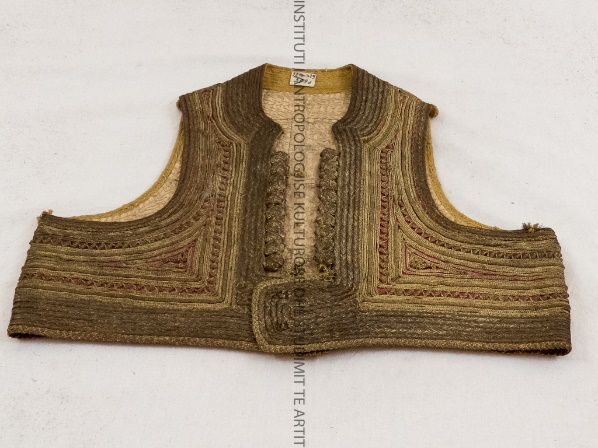 INSTITUTI I ANTROPOLOGJISË KULTURORE DHE STUDIMIT TË ARTIT